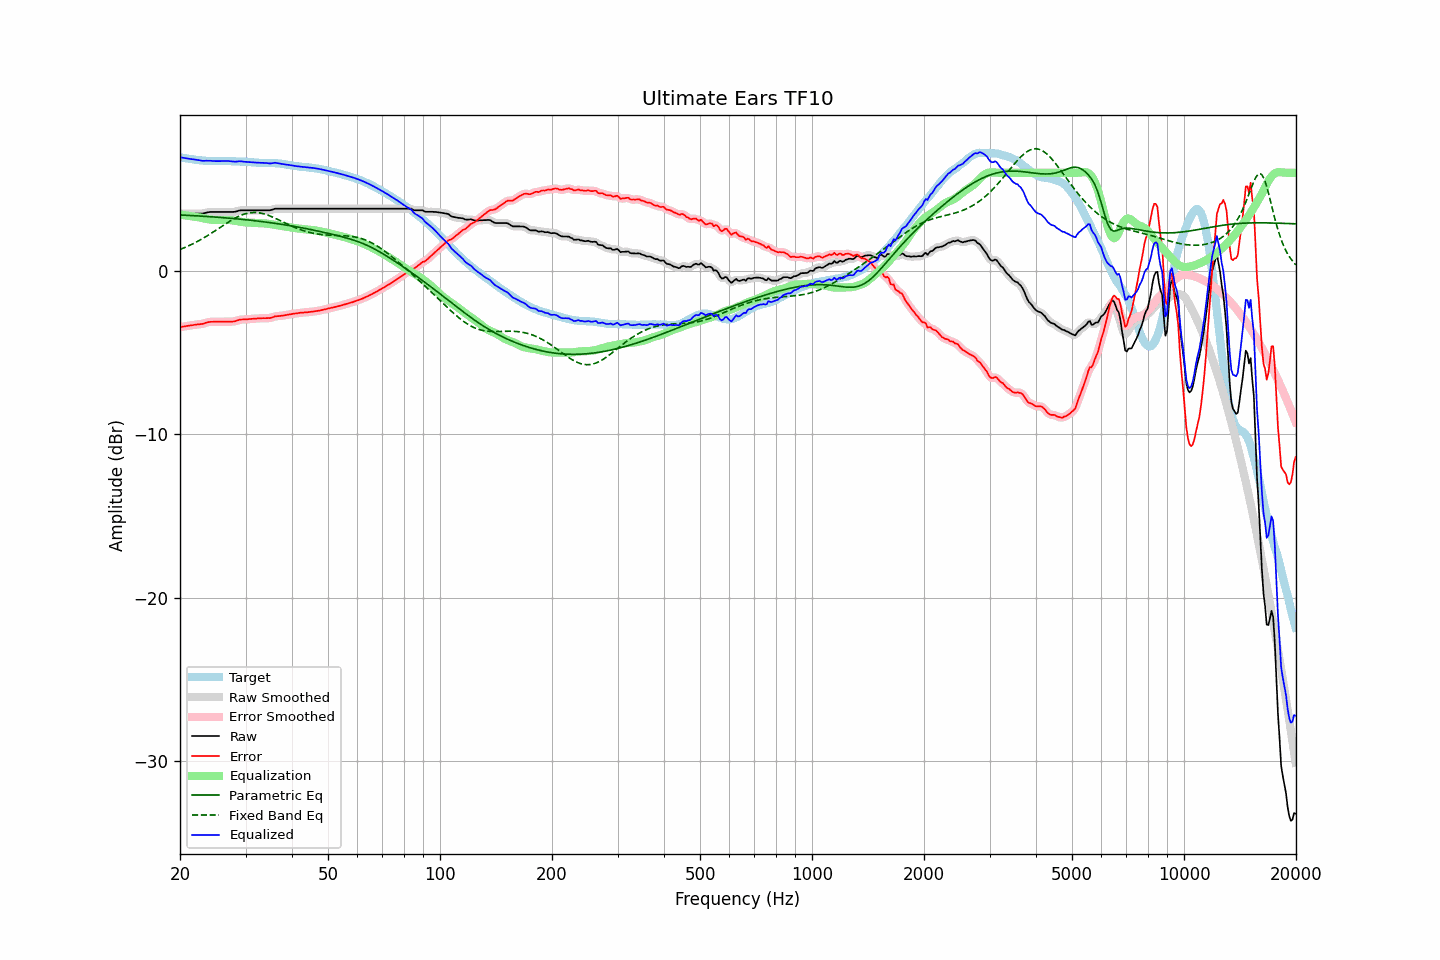 Ultimate Ears TF10
Amplitude (dBr)
0
−10
−20
−30
Target
Raw Smoothed
Error Smoothed
Raw
Error
Equalization
Parametric Eq
Fixed Band Eq
Equalized
20 50 100 200 500 1000 2000 5000 10000 20000
Frequency (Hz)